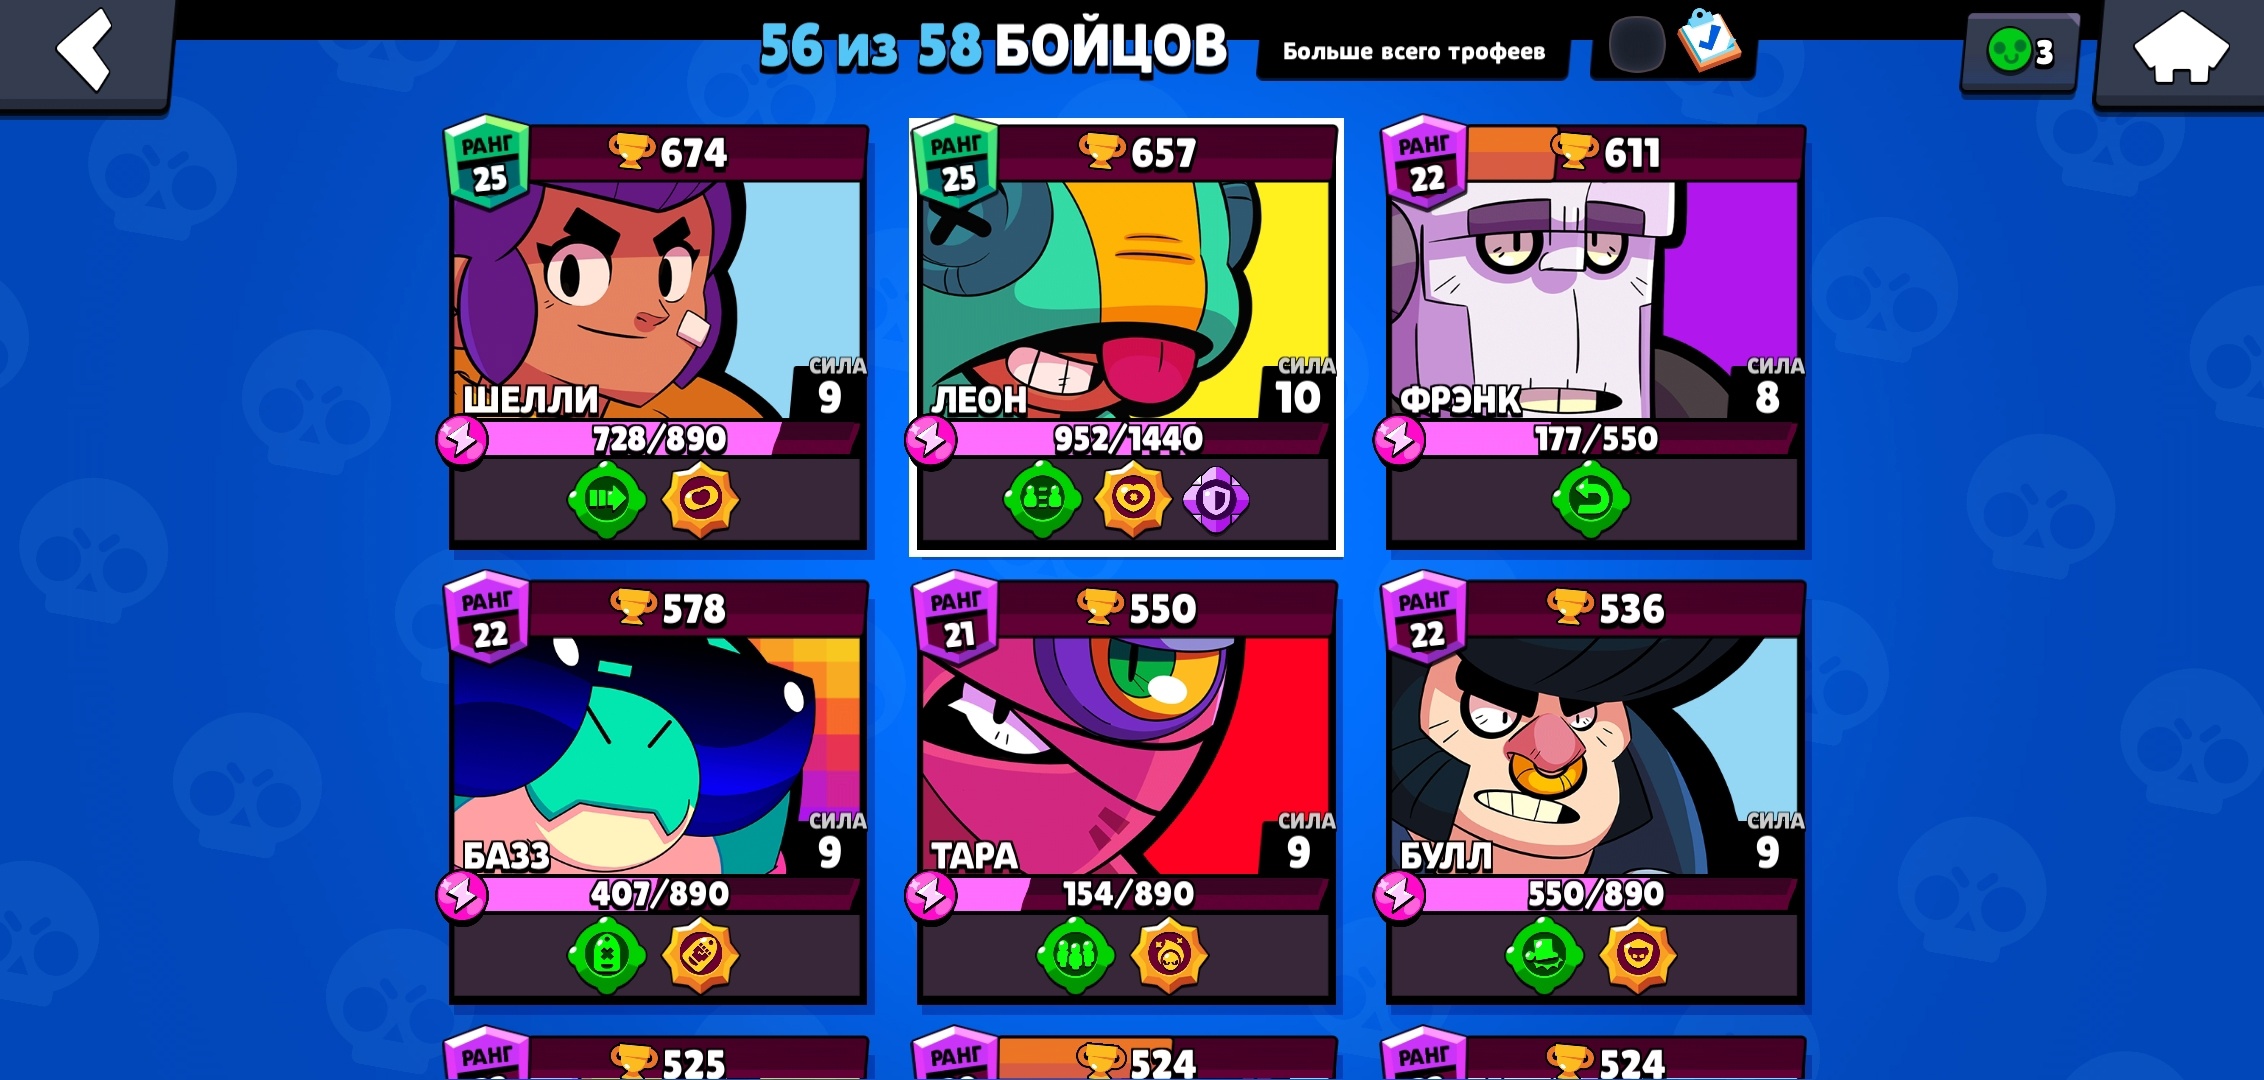 56 из 58 БОЙЦОВ
Больше всего трофеев
3
РАНГ 25
674
РАНГ 25
657
РАНГ 22
611
ШЕЛЛИ
СИЛА 9
ЛЕОН
СИЛА 10
ФРЭНК
СИЛА 8
728/890
952/1440
177/550
РАНГ 22
578
РАНГ 21
550
РАНГ 22
536
БАЗЗ
СИЛА 9
ТАРА
СИЛА 9
БУЛЛ
СИЛА 9
407/890
154/890
550/890
РАНГ
525
РАНГ
524
РАНГ
524